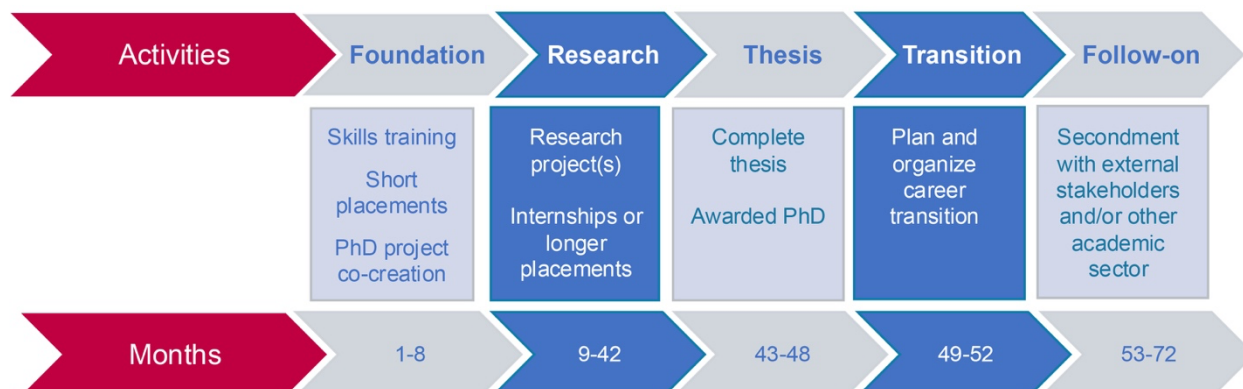 Activities
Foundation
Research
Thesis
Transition
Follow-on
Skills training
Short
placements
PhD project
co-creation
Research
project(s)
Internships or
longer
placements
Complete
thesis
Awarded PhD
Plan and
organize
career
transition
Secondment
with external
stakeholders
and/or other
academic
sector
Months
1-8
9-42
43-48
49-52
53-72